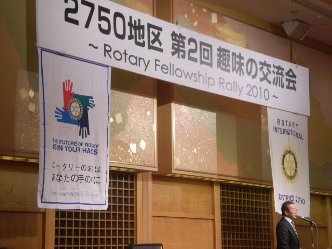 2750地区 第2回 趣味の交流会
~ Rotary Fellowship Rally 2010 ~
THE FUTURE OF ROTARY
IS IN YOUR HANDS
ロータリーの未来は
あなたの手の中に
ROTARY
INTERNATIONAL
DISTRICT 2750